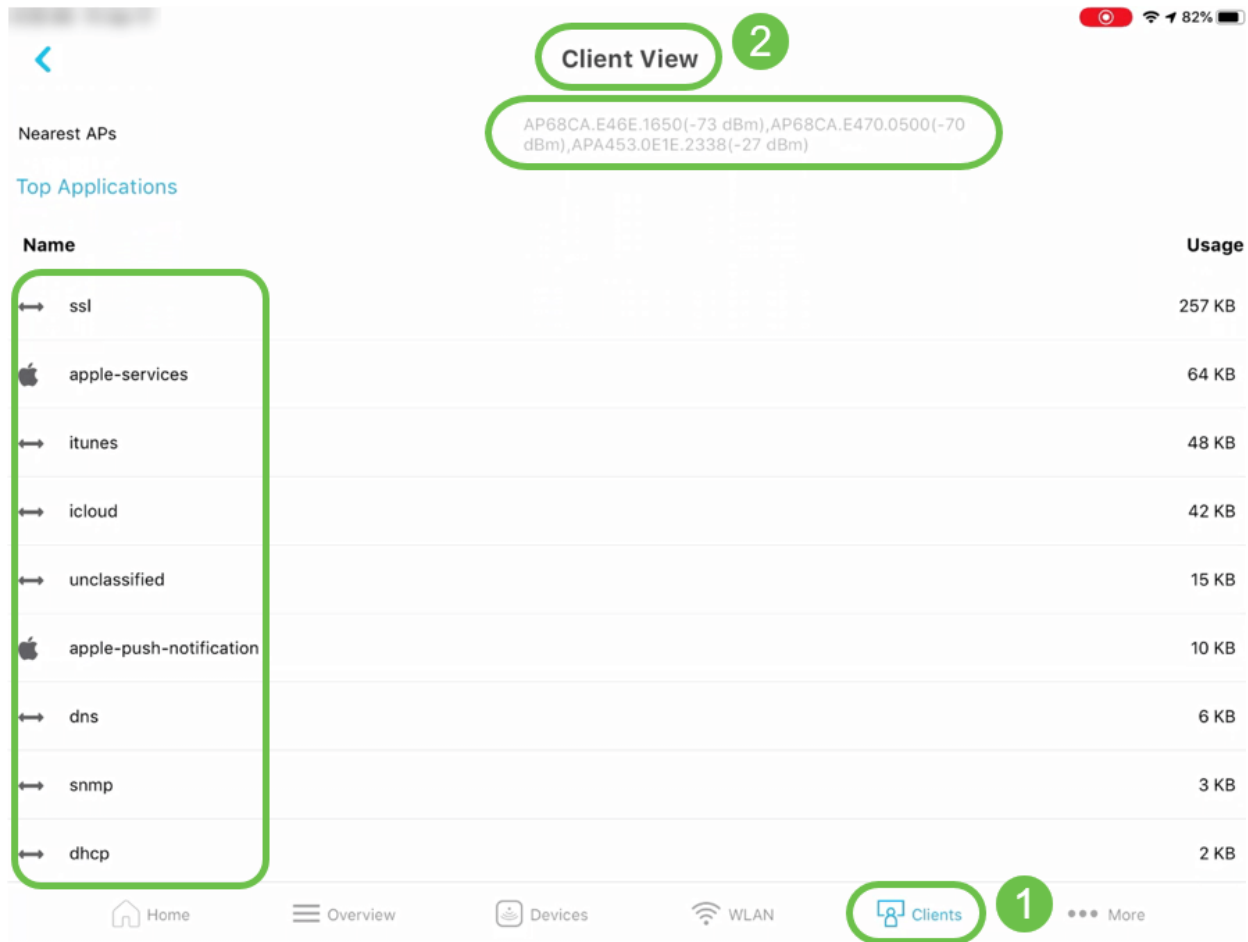 82%
Client View
2
Nearest APs
AP68CA.E46E.1650(-73 dBm),AP68CA.E470.0500(-70
dBm),APA453.0E1E.2338(-27 dBm)
Top Applications
Name Usage
ssl 257 KB
apple-services 64 KB
itunes 48 KB
icloud 42 KB
unclassified 15 KB
apple-push-notification 10 KB
dns 6 KB
snmp 3 KB
dhcp 2 KB
Home Overview Devices WLAN Clients 1 More